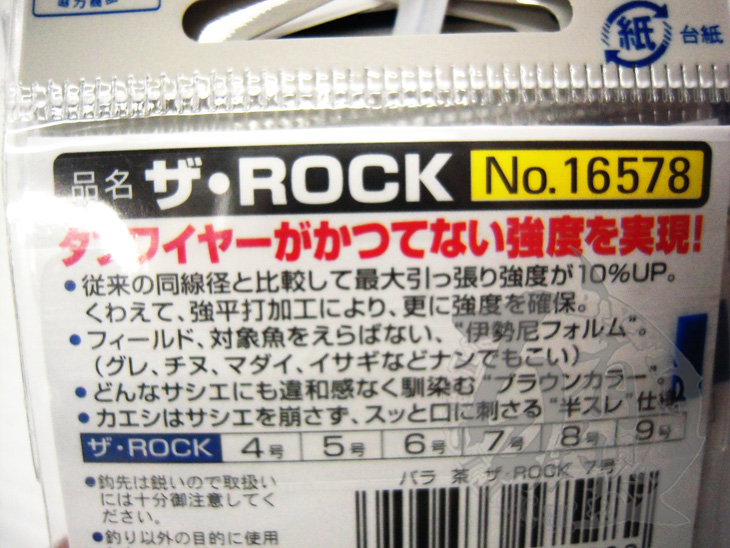 紙 台紙
品名 ザ・ROCK No.16578
タフワイヤーがかつてない強度を実現!
•従来の同線径と比較して最大引っ張り強度が10%UP。
くわえて、強平打加工により、更に強度を確保。
•フィールド、対象魚をえらばない、“伊勢尼フォルム”。
(グレ、チヌ、マダイ、イサギなどナンでもこい)
•どんなサシエにも違和感なく馴染む“ブラウンカラー”。
•カエシはサシエを崩さず、スッと口に刺さる“半スレ”仕様
ザ・ROCK 4号 5号 6号 7号 8号 9号
バラ 茶 ザ・ROCK 7号
•鈎先は鋭いので取扱い
には十分御注意してく
ださい。
•釣り以外の目的に使用